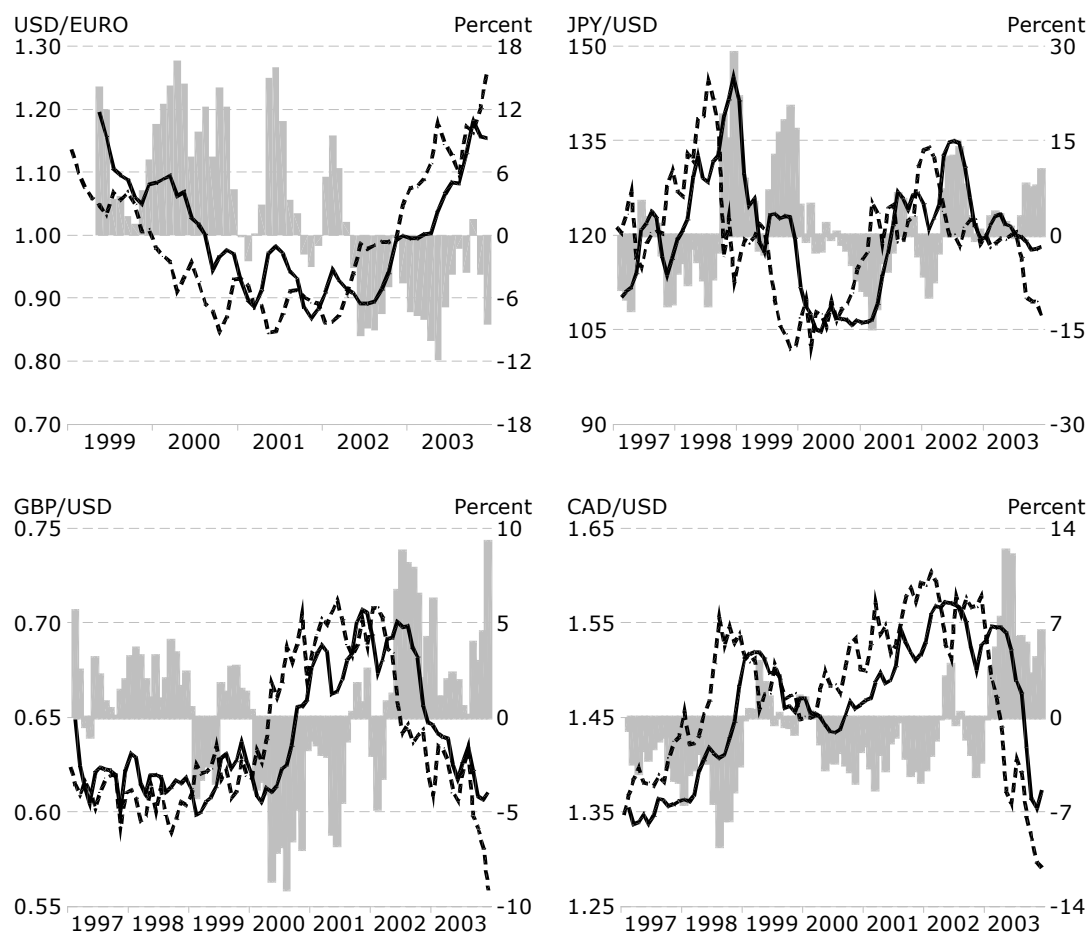 USD/EURO Percent
1.30 18
1.20 12
1.10 6
1.00 0
0.90 -6
0.80 -12
0.70 -18
1999 2000 2001 2002 2003
JPY/USD Percent
150 30
135 15
120 0
105 -15
90 -30
1997 1998 1999 2000 2001 2002 2003
GBP/USD Percent
0.75 10
0.70 5
0.65 0
0.60 -5
0.55 -10
1997 1998 1999 2000 2001 2002 2003
CAD/USD Percent
1.65 14
1.55 7
1.45 0
1.35 -7
1.25 -14
1997 1998 1999 2000 2001 2002 2003